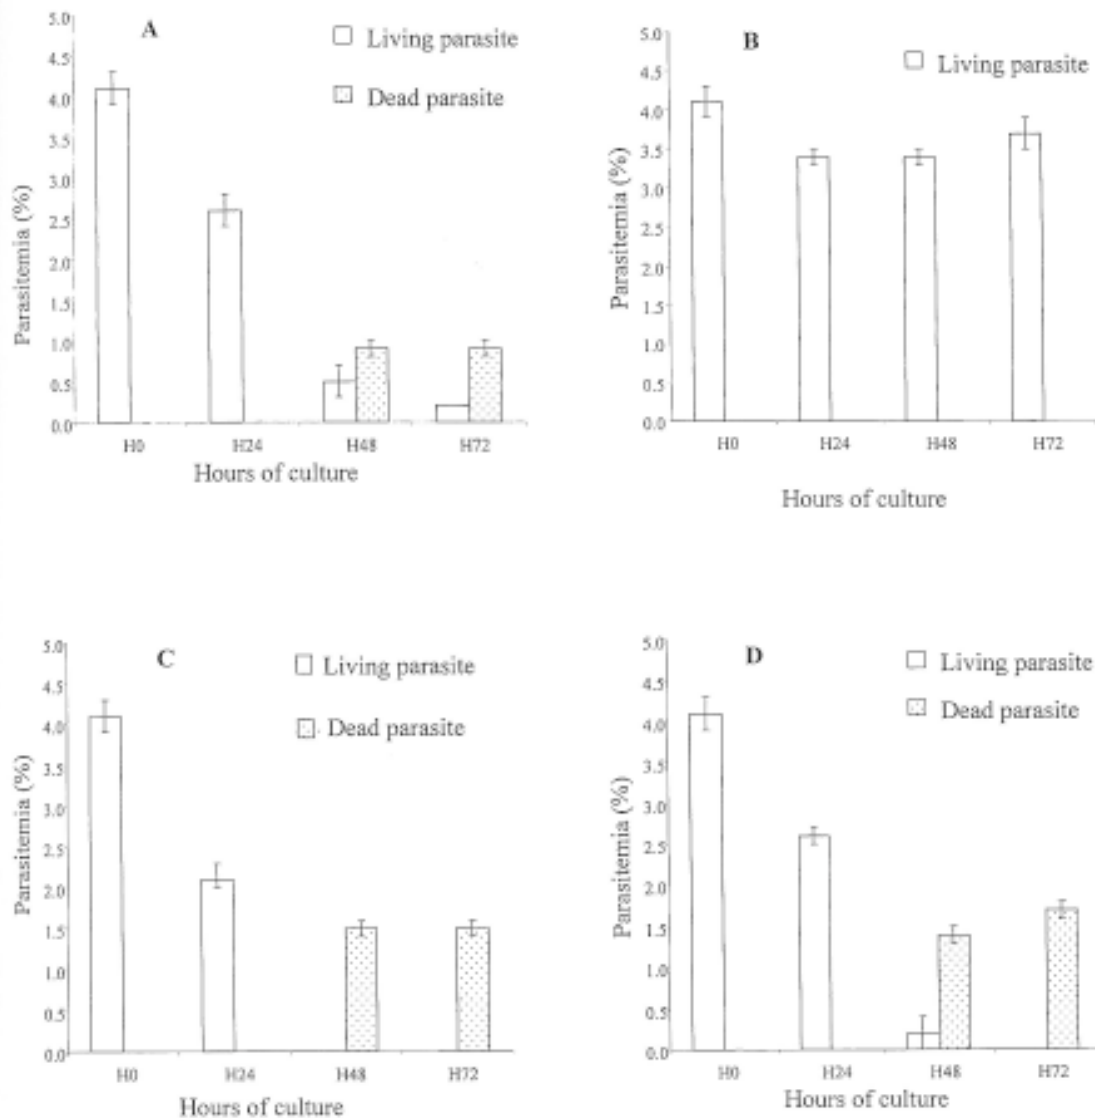 A
Living parasite
Dead parasite
5.0
4.5
4.0
3.5
3.0
2.5
2.0
1.5
1.0
0.5
0.0
Parasitemia (%)
H0 H24 H48 H72
Hours of culture
B
Living parasite
5.0
4.5
4.0
3.5
3.0
2.5
2.0
1.5
1.0
0.5
0.0
Parasitemia (%)
H0 H24 H48 H72
Hours of culture
C
Living parasite
Dead parasite
5.0
4.5
4.0
3.5
3.0
2.5
2.0
1.5
1.0
0.5
0.0
Parasitemia (%)
H0 H24 H48 H72
Hours of culture
D
Living parasite
Dead parasite
5.0
4.5
4.0
3.5
3.0
2.5
2.0
1.5
1.0
0.5
0.0
Parasitemia (%)
H0 H24 H48 H72
Hours of culture